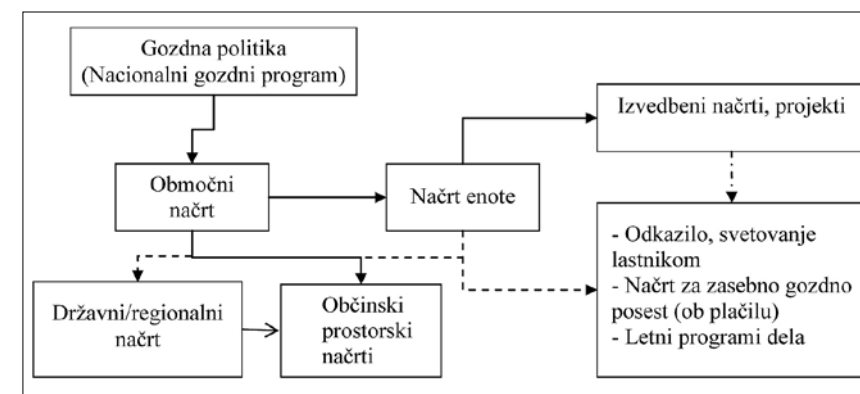 Gozdna politika
(Nacionalni gozdni program)
Izvedbeni načrti, projekti
Območni
načrt
Načrt enote
- Odkazilo, svetovanje
lastnikom
- Načrt za zasebno gozdno
posest (ob plačilu)
- Letni programi dela
Državni/regionalni
načrt
Občinski
prostorski
načrti